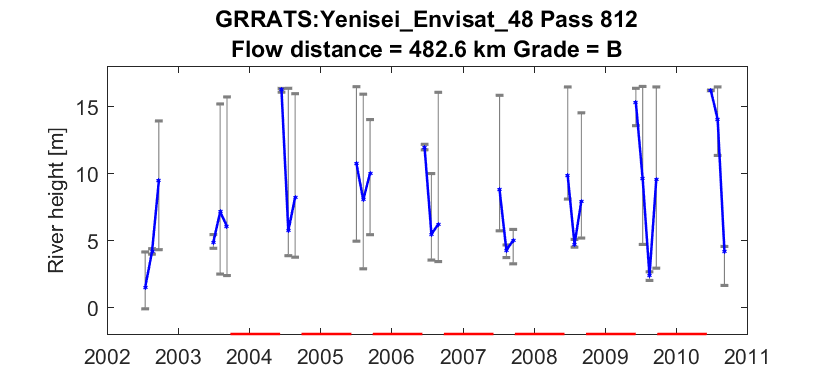 GRRATS:Yenisei_Envisat_48 Pass 812
Flow distance = 482.6 km Grade = B
River height [m]
15
10
5
0
2002 2003 2004 2005 2006 2007 2008 2009 2010 2011